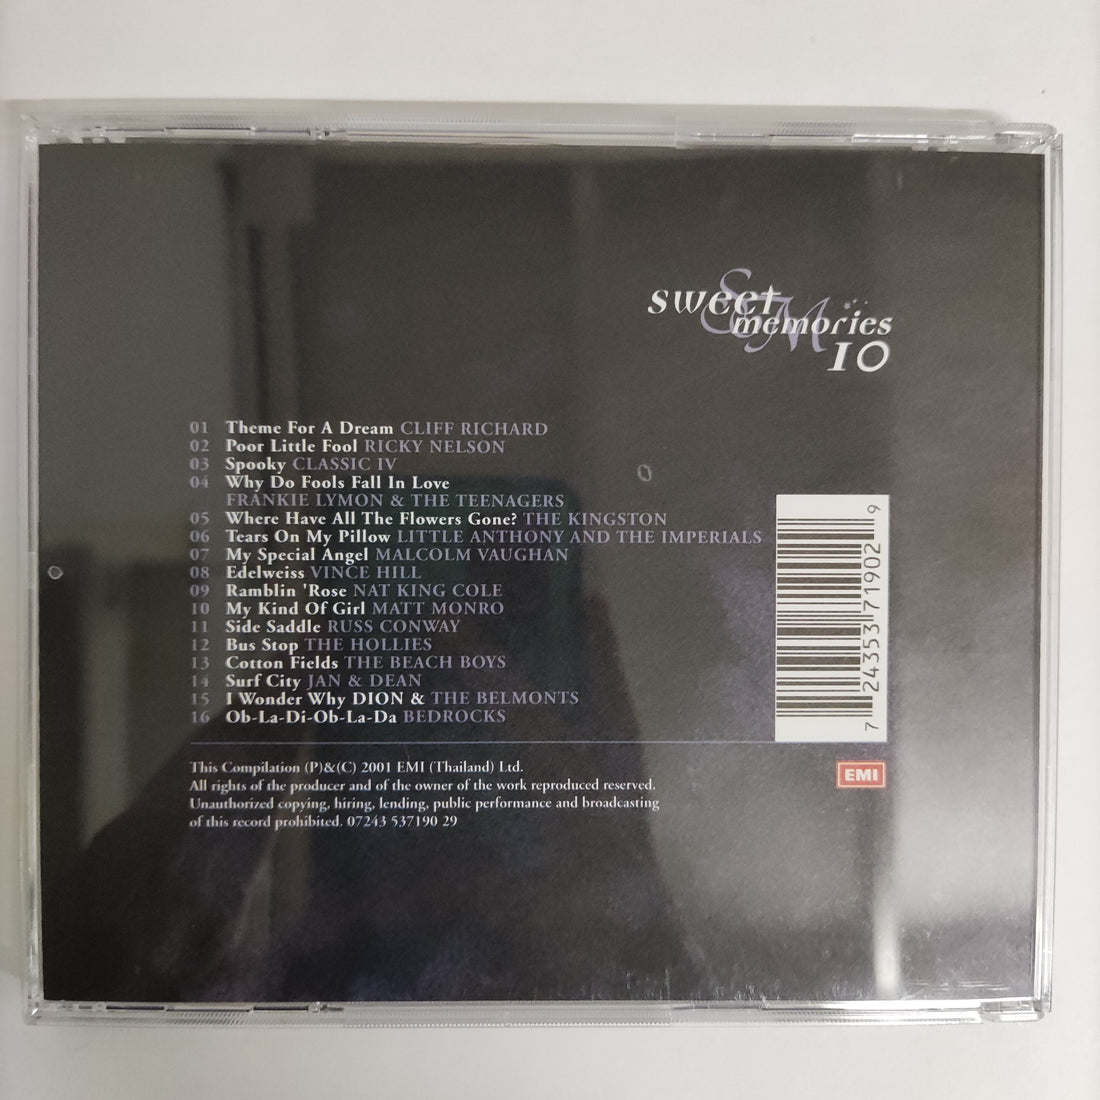 SM
sweet
memories
10
01 Theme For A Dream CLIFF RICHARD
02 Poor Little Fool RICKY NELSON
03 Spooky CLASSIC IV
04 Why Do Fools Fall In Love
FRANKIE LYMON & THE TEENAGERS
05 Where Have All The Flowers Gone? THE KINGSTON
06 Tears On My Pillow LITTLE ANTHONY AND THE IMPERIALS
07 My Special Angel MALCOLM VAUGHAN
08 Edelweiss VINCE HILL
09 Ramblin 'Rose NAT KING COLE
10 My Kind Of Girl MATT MONRO
11 Side Saddle RUSS CONWAY
12 Bus Stop THE HOLLIES
13 Cotton Fields THE BEACH BOYS
14 Surf City JAN & DEAN
15 I Wonder Why DION & THE BELMONTS
16 Ob-La-Di-Ob-La-Da BEDROCKS
7 24353 71902 9
EMI
This Compilation (P)&(C) 2001 EMI (Thailand) Ltd.
All rights of the producer and of the owner of the work reproduced reserved.
Unauthorized copying, hiring, lending, public performance and broadcasting
of this record prohibited. 07243 537190 29